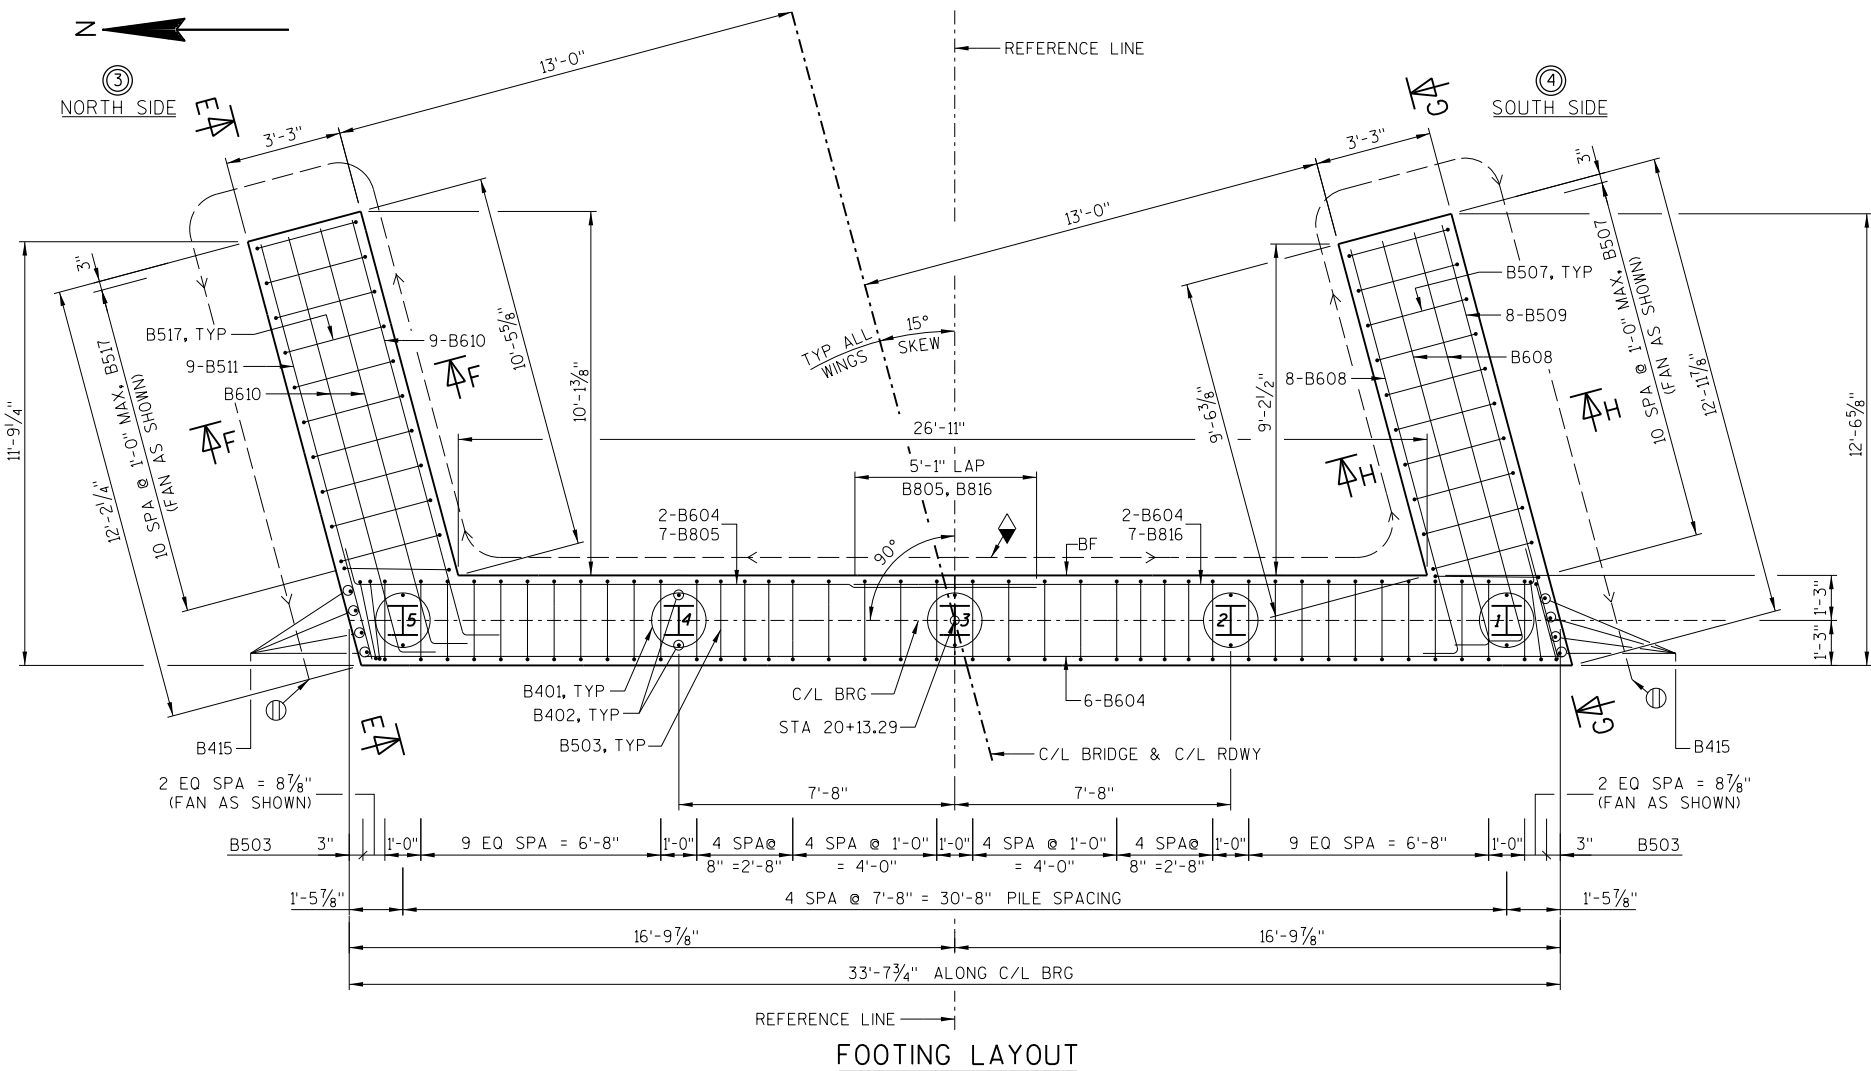 N
3
NORTH SIDE
4
SOUTH SIDE
REFERENCE LINE
13'-0"
13'-0"
E
G
3'-3"
3'-3"
3"
3"
15°
SKEW
TYP ALL
WINGS
B517, TYP
9-B511
B610
9-B610
B507, TYP
8-B509
B608
8-B608
F
F
H
H
10'-5⅝"
10'-1⅜"
9'-6⅜"
9'-2½"
11'-9¼"
12'-2¼"
10 SPA @ 1'-0" MAX, B517
(FAN AS SHOWN)
10 SPA @ 1'-0" MAX, B507
(FAN AS SHOWN)
12'-11⅞"
12'-6⅝"
26'-11"
5'-1" LAP
B805, B816
2-B604
7-B805
2-B604
7-B816
90°
BF
5
4
3
2
1
1'-3"
1'-3"
B401, TYP
B402, TYP
B503, TYP
C/L BRG
STA 20+13.29
6-B604
C/L BRIDGE & C/L RDWY
E
G
B415
B415
2 EQ SPA = 8⅞"
(FAN AS SHOWN)
2 EQ SPA = 8⅞"
(FAN AS SHOWN)
7'-8"
7'-8"
B503
3"
1'-0"
9 EQ SPA = 6'-8"
1'-0"
4 SPA@
8" =2'-8"
4 SPA @ 1'-0"
= 4'-0"
1'-0"
4 SPA @ 1'-0"
= 4'-0"
4 SPA@
8" =2'-8"
1'-0"
9 EQ SPA = 6'-8"
1'-0"
3"
B503
1'-5⅞"
4 SPA @ 7'-8" = 30'-8" PILE SPACING
1'-5⅞"
16'-9⅞"
16'-9⅞"
33'-7¾" ALONG C/L BRG
REFERENCE LINE
FOOTING LAYOUT